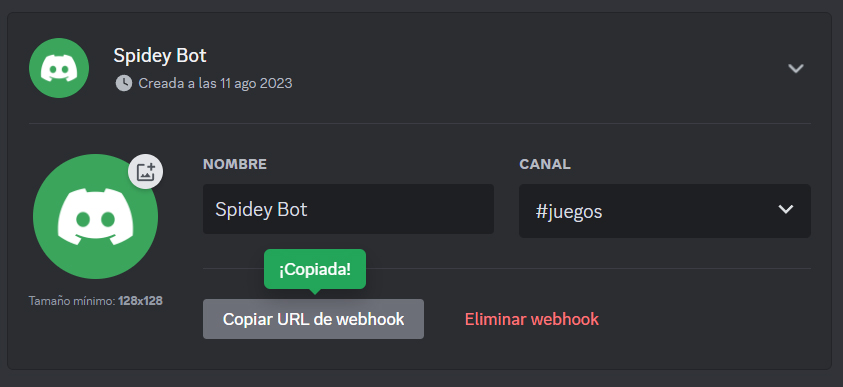 Spidey Bot
Creada a las 11 ago 2023
NOMBRE
CANAL
Spidey Bot
#juegos
¡Copiada!
Tamaño mínimo: 128x128
Copiar URL de webhook
Eliminar webhook